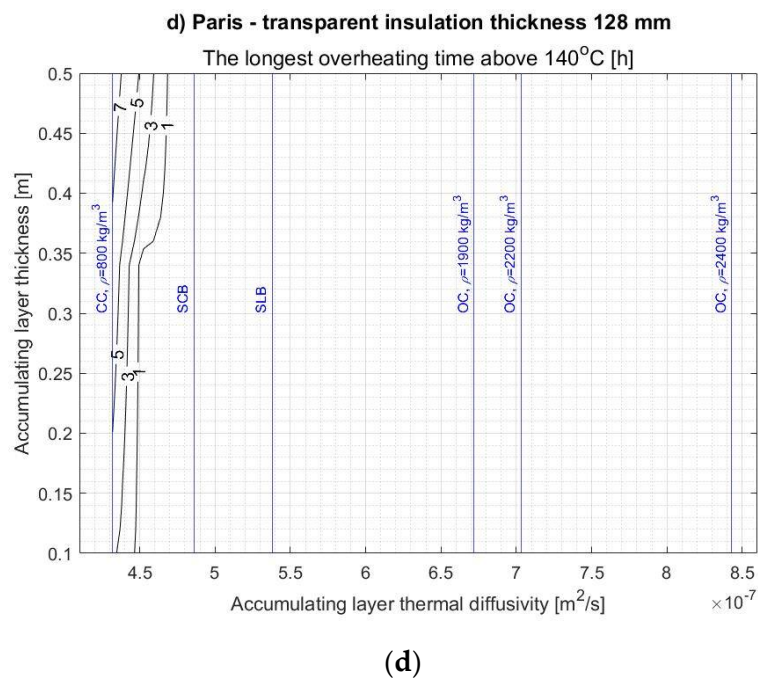 d) Paris - transparent insulation thickness 128 mm
The longest overheating time above 140°C [h]
Accumulating layer thickness [m]
0.5
0.45
0.4
0.35
0.3
0.25
0.2
0.15
0.1
7
5
3
1
5
3
1
CC, ρ=800 kg/m³
SCB
SLB
OC, ρ=1900 kg/m³
OC, ρ=2200 kg/m³
OC, ρ=2400 kg/m³
4.5 5 5.5 6 6.5 7 7.5 8 8.5
×10⁻⁷
Accumulating layer thermal diffusivity [m²/s]
(d)